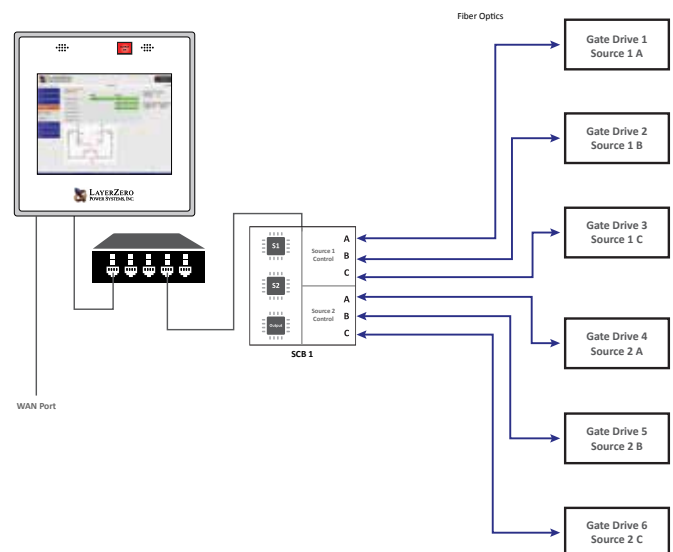 Fiber Optics
Gate Drive 1
Source 1 A
Gate Drive 2
Source 1 B
Gate Drive 3
Source 1 C
Gate Drive 4
Source 2 A
Gate Drive 5
Source 2 B
Gate Drive 6
Source 2 C
LAYERZERO
POWER SYSTEMS, INC.
WAN Port
S1
S2
Output
Source 1
Control
A
B
C
Source 2
Control
A
B
C
SCB 1